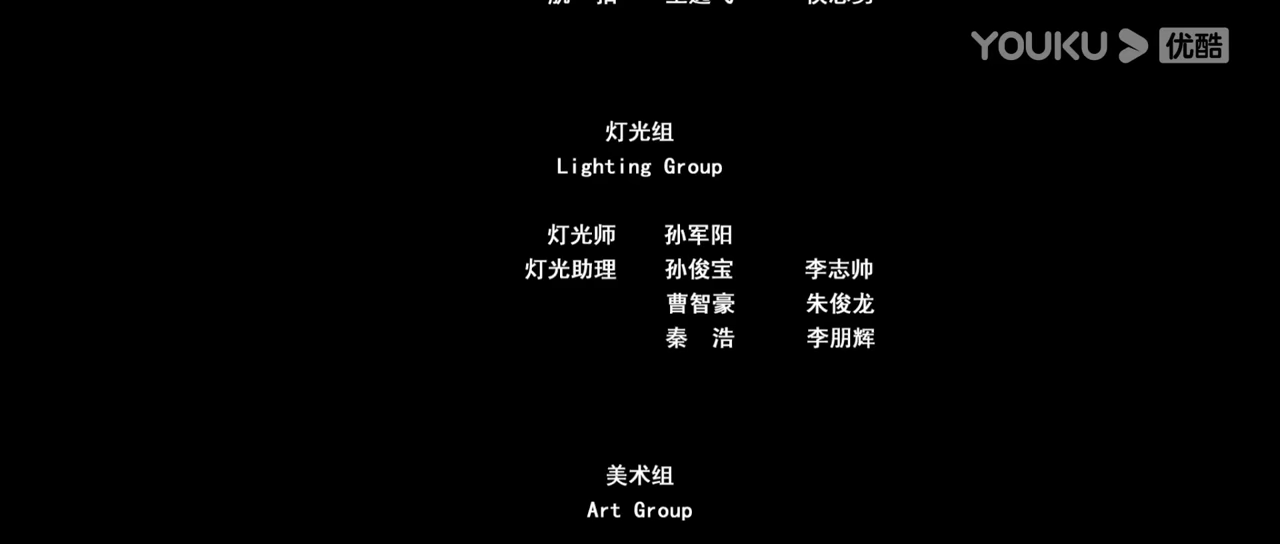 YOUKU 优酷
灯光组
Lighting Group
灯光师 孙军阳
灯光助理 孙俊宝 李志帅
曹智豪 朱俊龙
秦 浩 李朋辉
美术组
Art Group